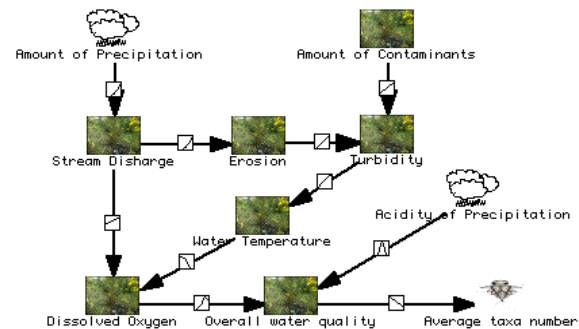 Amount of Precipitation
Amount of Contaminants
Stream Disharge
Erosion
Turbidity
Acidity of Precipitation
Water Temperature
Dissolved Oxygen
Overall water quality
Average taxa number